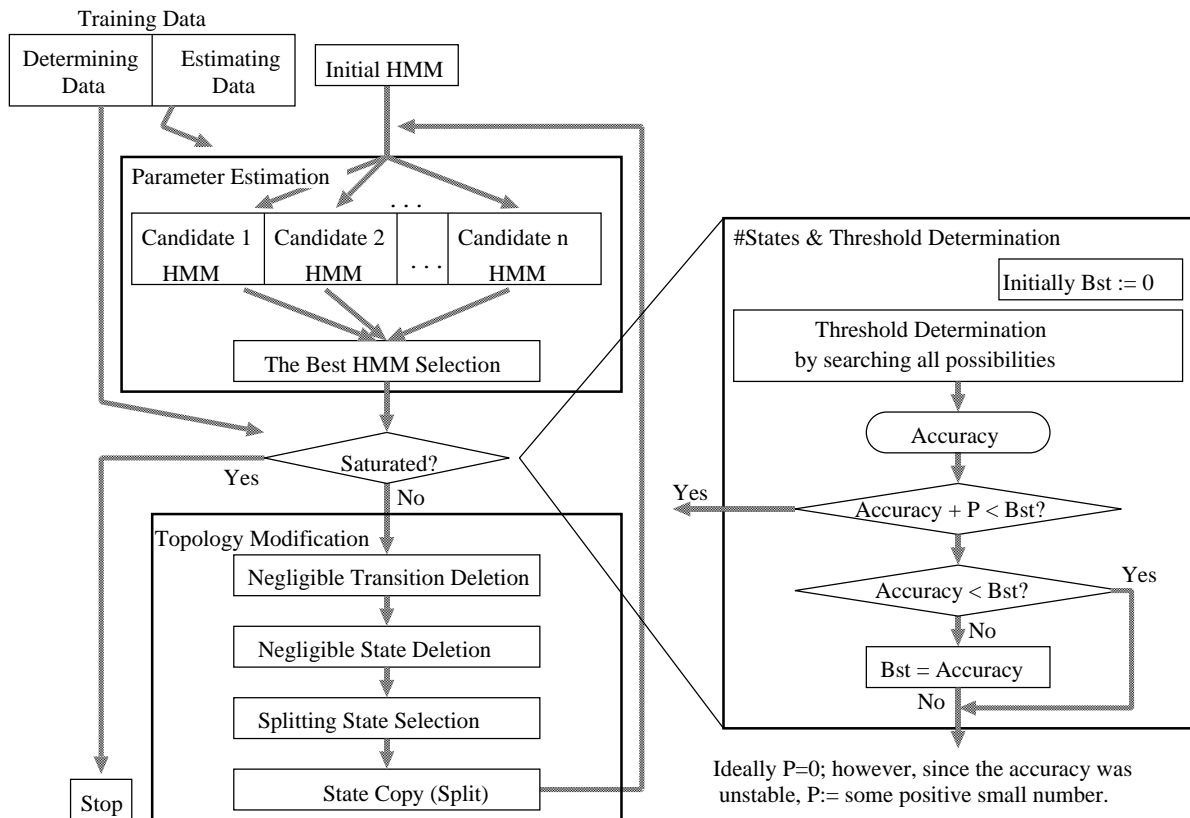 Training Data
Determining
Data
Estimating
Data
Initial HMM
Parameter Estimation
. . .
Candidate 1
HMM
Candidate 2
HMM
. . .
Candidate n
HMM
The Best HMM Selection
Saturated?
Yes
No
Topology Modification
Negligible Transition Deletion
Negligible State Deletion
Splitting State Selection
State Copy (Split)
Stop
#States & Threshold Determination
Initially Bst := 0
Threshold Determination
by searching all possibilities
Accuracy
Yes
Accuracy + P < Bst?
Accuracy < Bst?
Yes
No
Bst = Accuracy
No
Ideally P=0; however, since the accuracy was
unstable, P:= some positive small number.